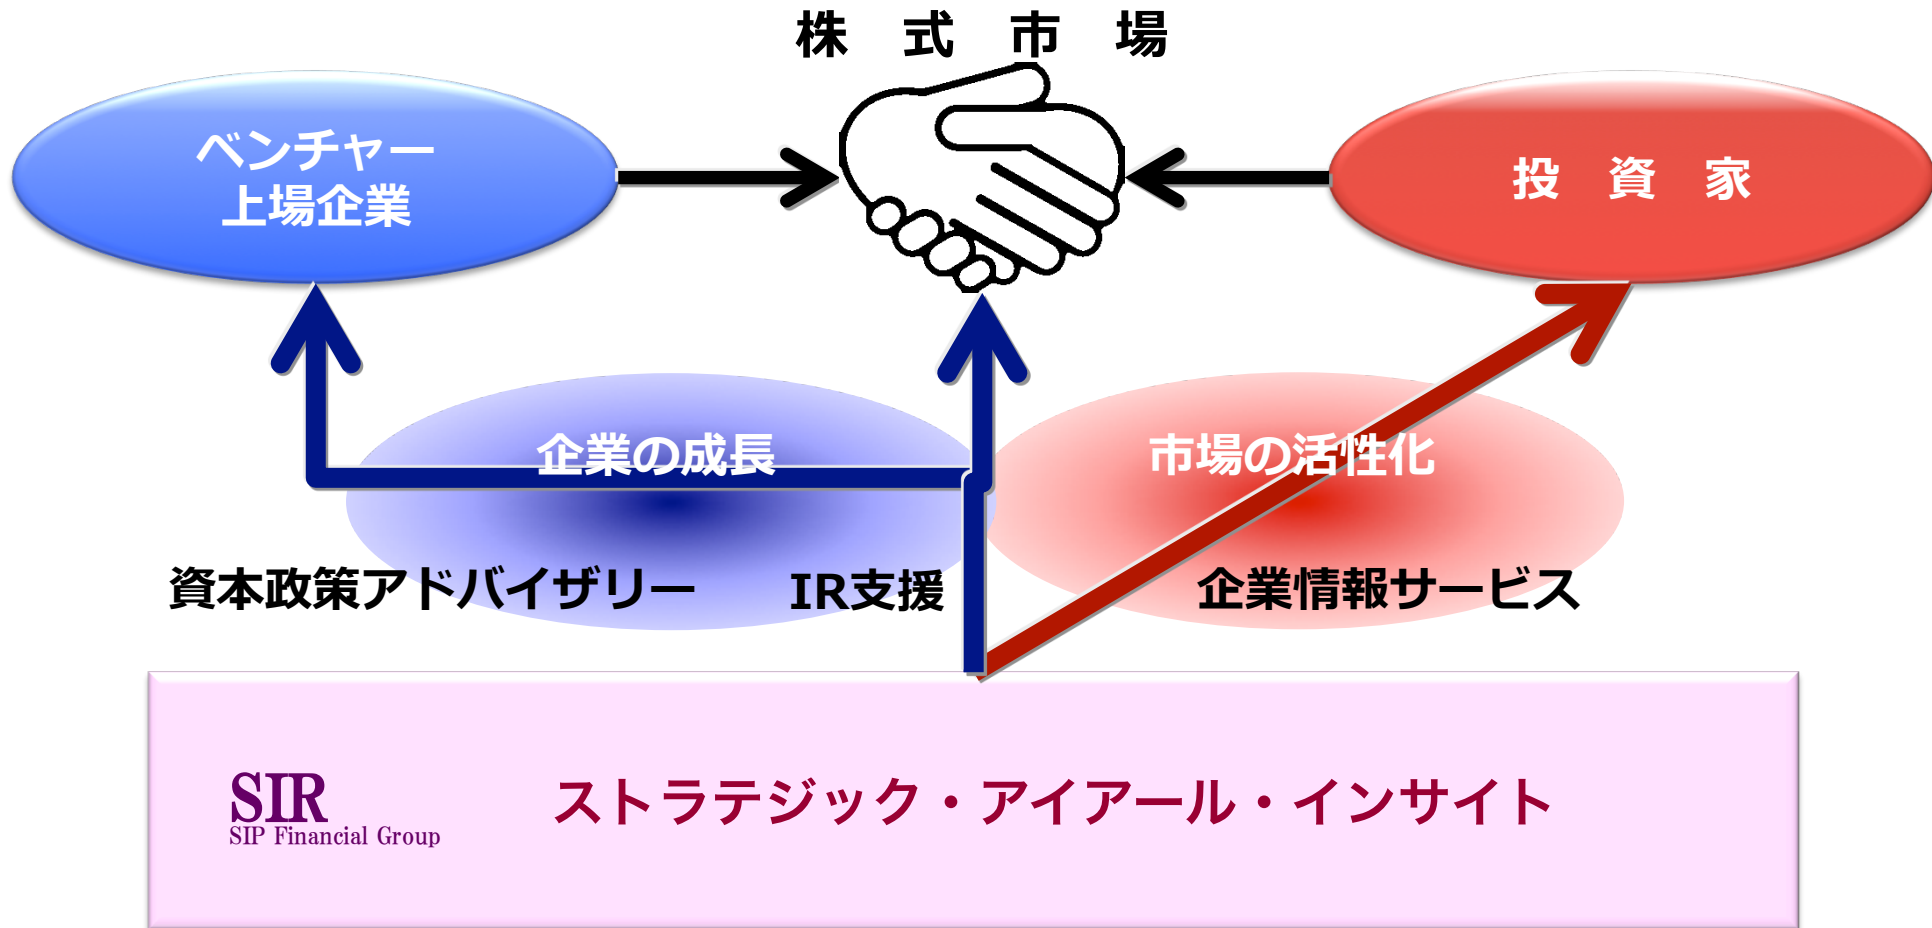 株　式　市　場
ベンチャー
上場企業
投　資　家
企業の成長
市場の活性化
資本政策アドバイザリー
IR支援
企業情報サービス
SIR
SIP Financial Group
ストラテジック・アイアール・インサイト